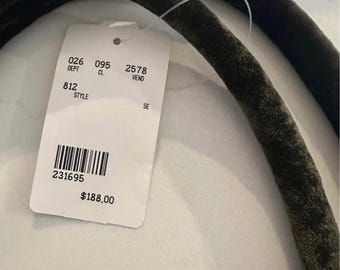 026 095 2578
DEPT CL VEND
812
STYLE SE
231695
$188.00